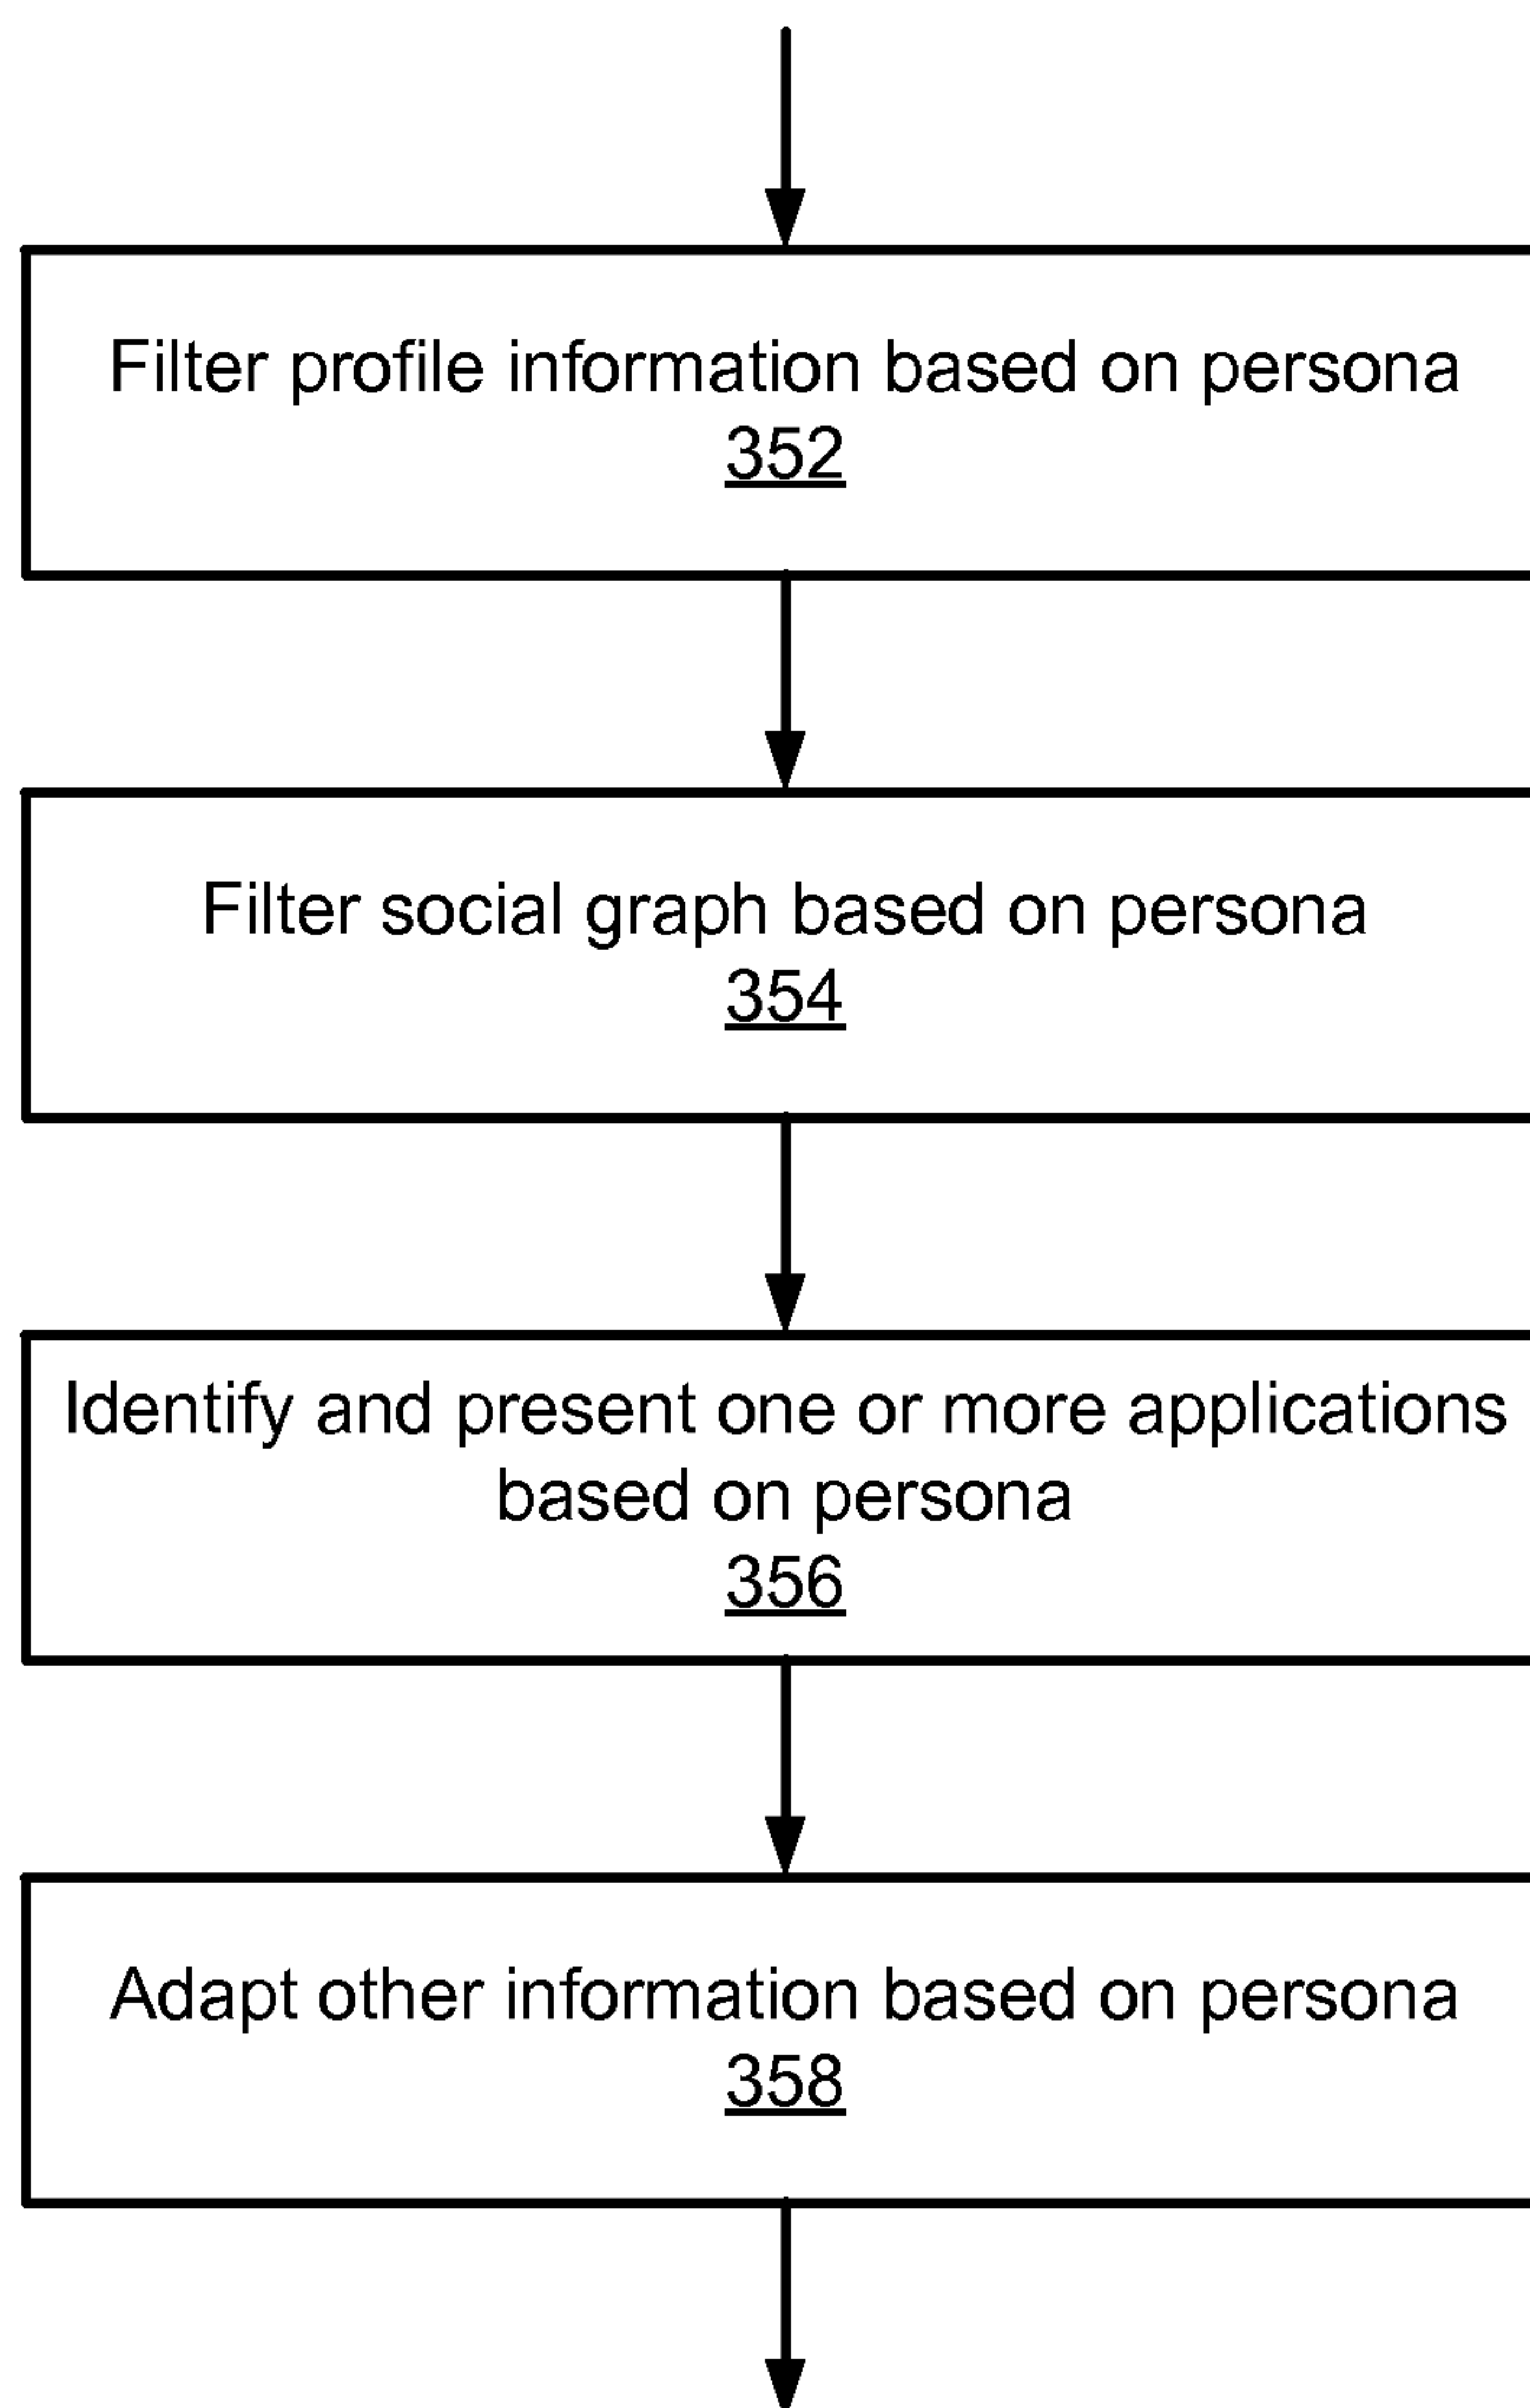 Filter profile information based on persona
352
Filter social graph based on persona
354
Identify and present one or more applications
based on persona
356
Adapt other information based on persona
358